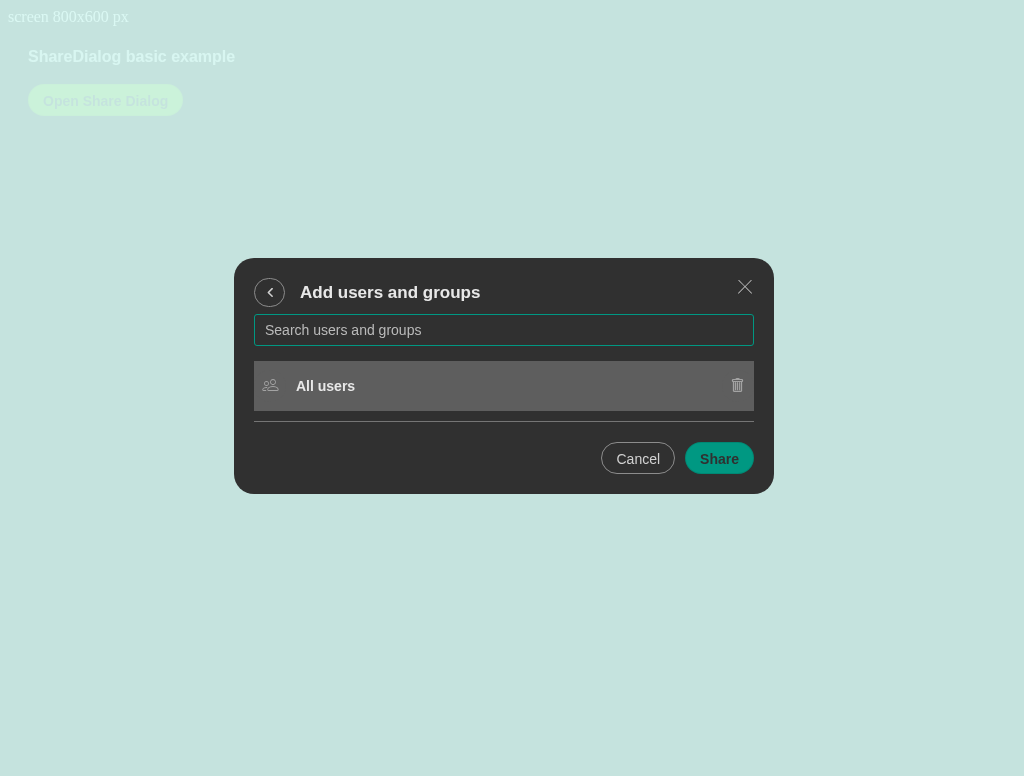 screen 800x600 px
ShareDialog basic example
Open Share Dialog
Add users and groups
Search users and groups
All users
Cancel
Share